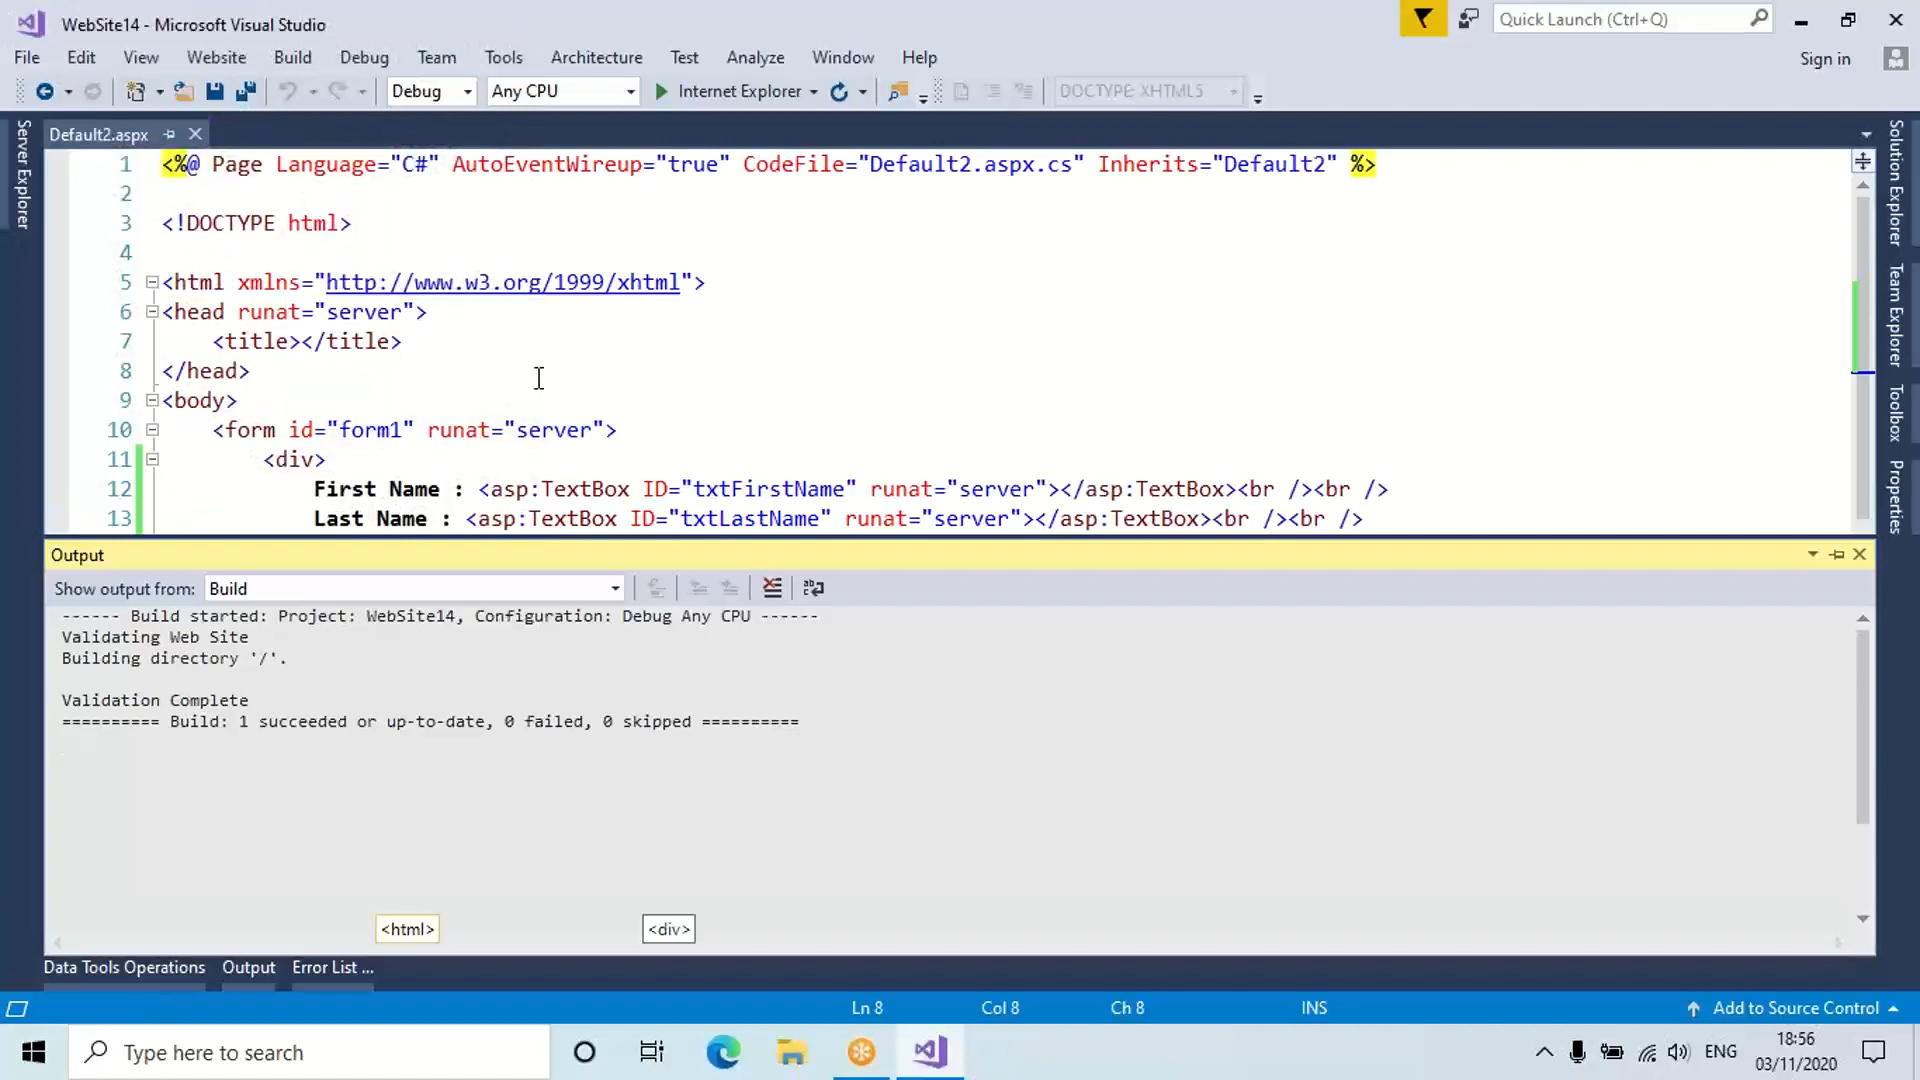 WebSite14 - Microsoft Visual Studio
Quick Launch (Ctrl+Q)
File Edit View Website Build Debug Team Tools Architecture Test Analyze Window Help
Sign in
Debug Any CPU Internet Explorer DOCTYPE: XHTML5
Server Explorer
Default2.aspx
1 <%@ Page Language="C#" AutoEventWireup="true" CodeFile="Default2.aspx.cs" Inherits="Default2" %>
2
3 <!DOCTYPE html>
4
5 <html xmlns="http://www.w3.org/1999/xhtml">
6 <head runat="server">
7 <title></title>
8 </head>
9 <body>
10 <form id="form1" runat="server">
11 <div>
12 First Name : <asp:TextBox ID="txtFirstName" runat="server"></asp:TextBox><br /><br />
13 Last Name : <asp:TextBox ID="txtLastName" runat="server"></asp:TextBox><br /><br />
Solution Explorer
Team Explorer
Toolbox
Properties
Output
Show output from: Build
------ Build started: Project: WebSite14, Configuration: Debug Any CPU ------
Validating Web Site
Building directory '/'.
Validation Complete
========== Build: 1 succeeded or up-to-date, 0 failed, 0 skipped ==========
<html> <div>
Data Tools Operations Output Error List ...
Ln 8 Col 8 Ch 8 INS Add to Source Control
Type here to search
ENG
18:56
03/11/2020